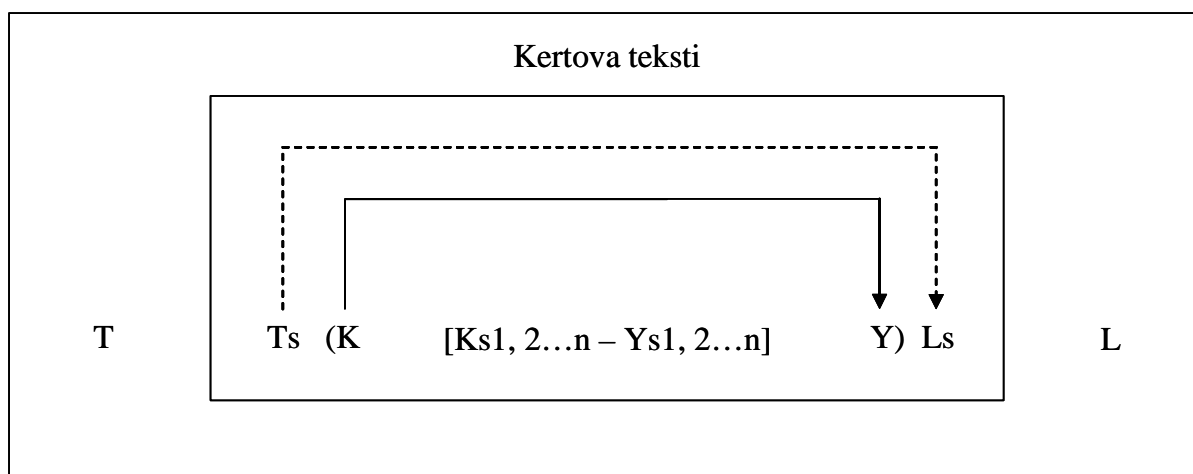 Kertova teksti
T Ts (K [Ks1, 2…n – Ys1, 2…n] Y) Ls L